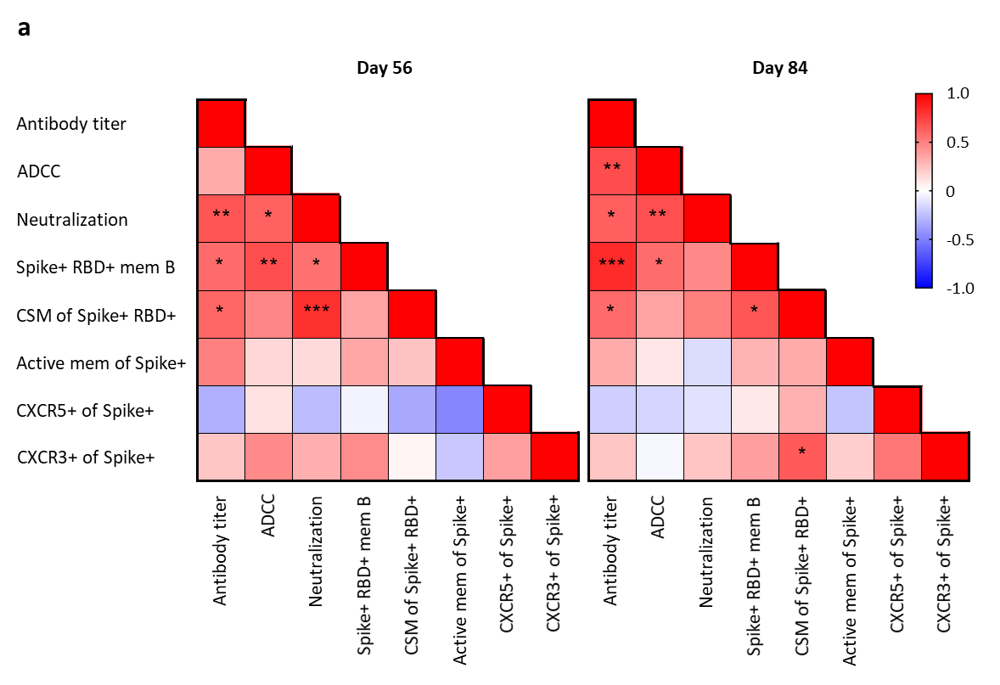 a
Day 56
Day 84
1.0
0.5
0
-0.5
-1.0
Antibody titer
ADCC
**
Neutralization
**
*
*
**
Spike+ RBD+ mem B
*
**
*
***
*
CSM of Spike+ RBD+
*
***
*
*
Active mem of Spike+
CXCR5+ of Spike+
CXCR3+ of Spike+
*
Antibody titer
ADCC
Neutralization
Spike+ RBD+ mem B
CSM of Spike+ RBD+
Active mem of Spike+
CXCR5+ of Spike+
CXCR3+ of Spike+
Antibody titer
ADCC
Neutralization
Spike+ RBD+ mem B
CSM of Spike+ RBD+
Active mem of Spike+
CXCR5+ of Spike+
CXCR3+ of Spike+